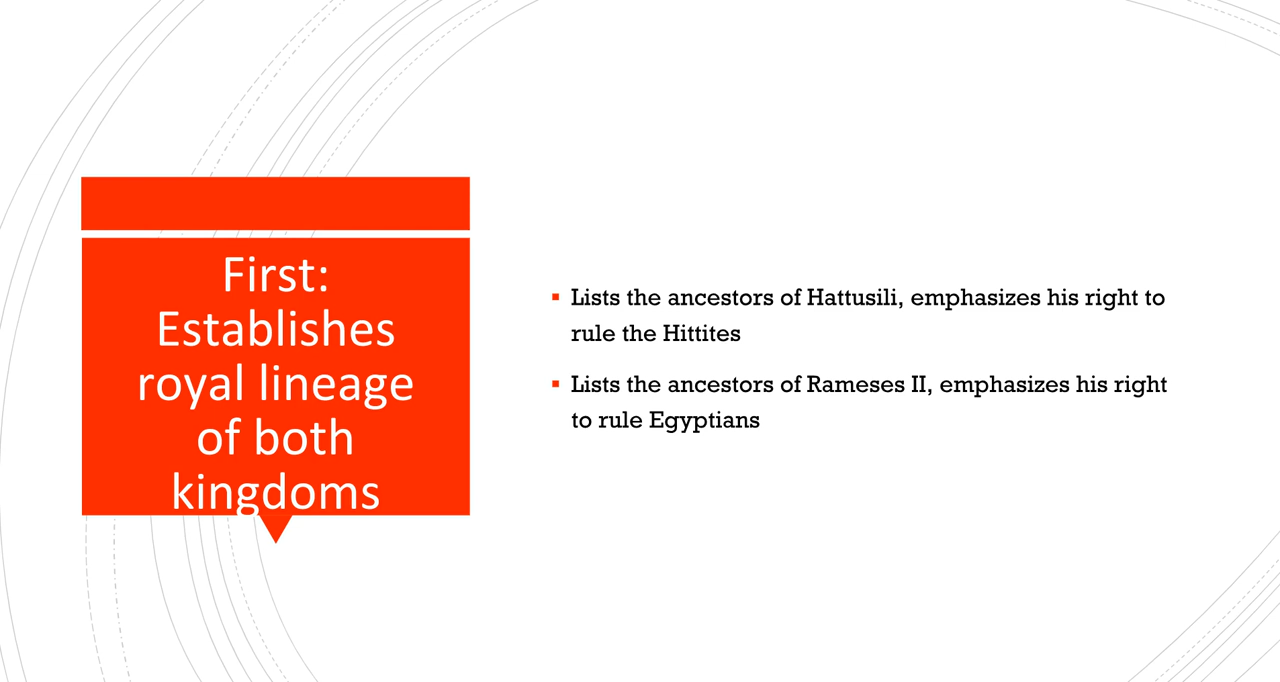 First:
Establishes
royal lineage
of both
kingdoms
▪ Lists the ancestors of Hattusili, emphasizes his right to
rule the Hittites
▪ Lists the ancestors of Rameses II, emphasizes his right
to rule Egyptians